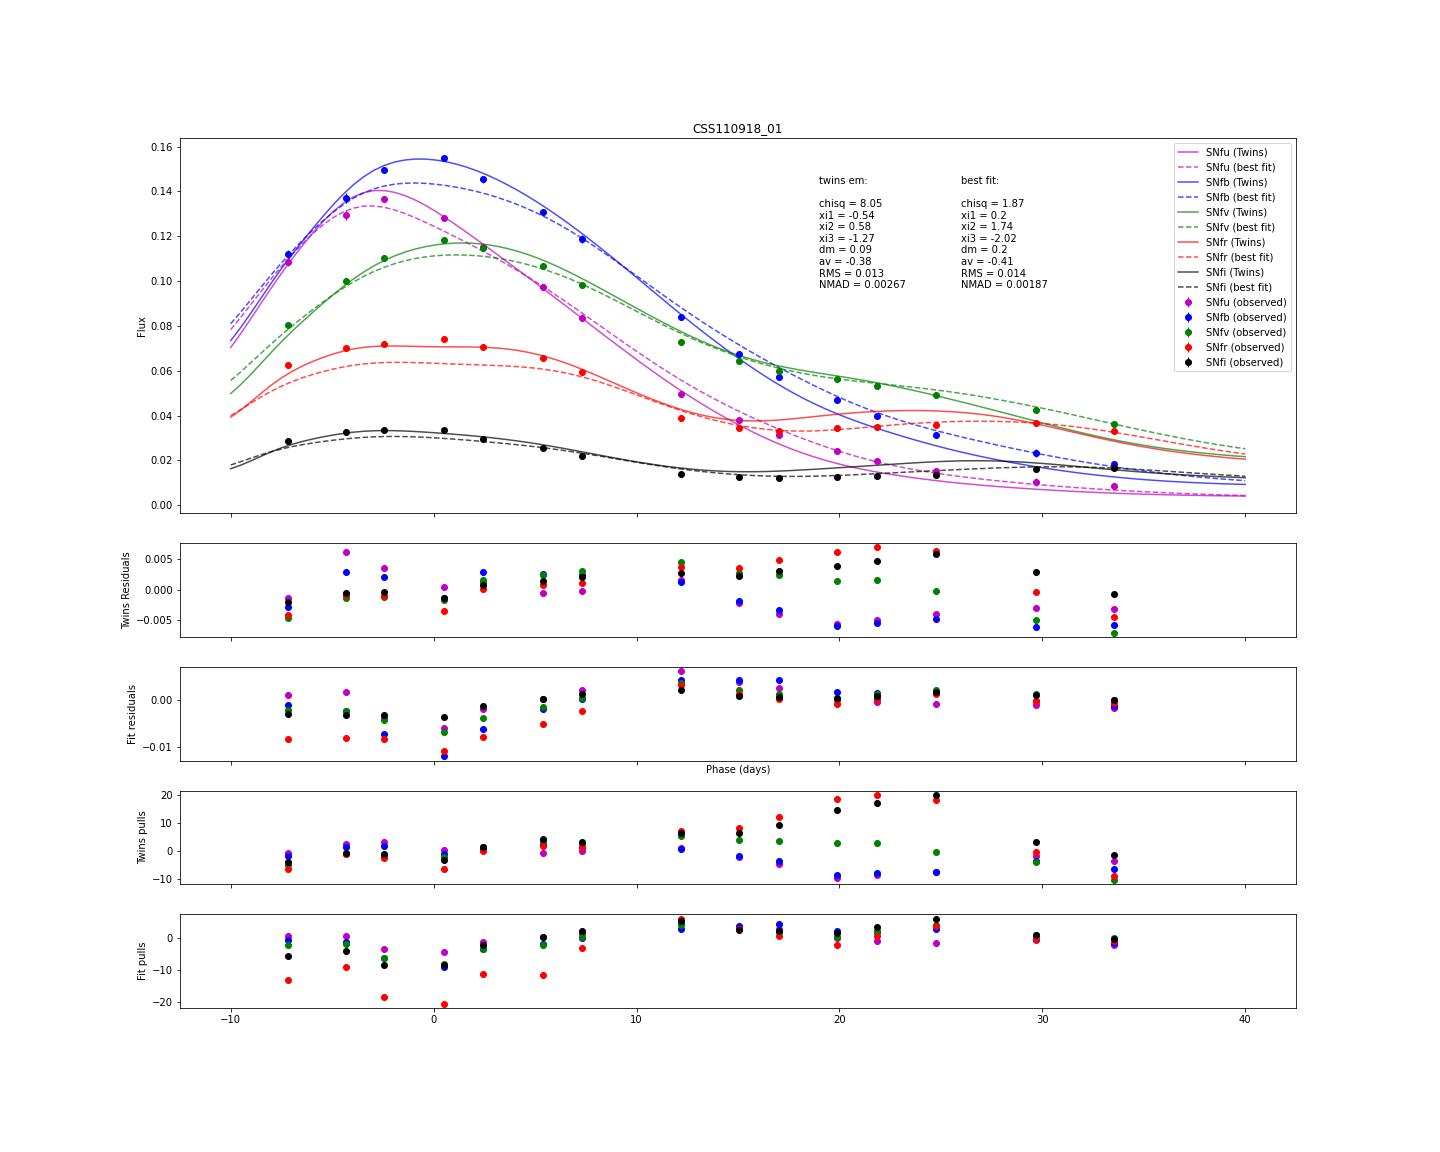 CSS110918_01
Flux
0.16
0.14
0.12
0.10
0.08
0.06
0.04
0.02
0.00
twins em:
chisq = 8.05
xi1 = -0.54
xi2 = 0.58
xi3 = -1.27
dm = 0.09
av = -0.38
RMS = 0.013
NMAD = 0.00267
best fit:
chisq = 1.87
xi1 = 0.2
xi2 = 1.74
xi3 = -2.02
dm = 0.2
av = -0.41
RMS = 0.014
NMAD = 0.00187
SNfu (Twins)
SNfu (best fit)
SNfb (Twins)
SNfb (best fit)
SNfv (Twins)
SNfv (best fit)
SNfr (Twins)
SNfr (best fit)
SNfi (Twins)
SNfi (best fit)
SNfu (observed)
SNfb (observed)
SNfv (observed)
SNfr (observed)
SNfi (observed)
Twins Residuals
0.005
0.000
−0.005
Fit residuals
0.00
−0.01
Phase (days)
Twins pulls
20
10
0
−10
Fit pulls
0
−10
−20
−10 0 10 20 30 40